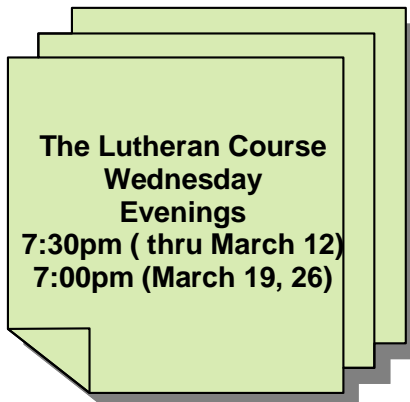 The Lutheran Course
Wednesday
Evenings
7:30pm ( thru March 12)
7:00pm (March 19, 26)